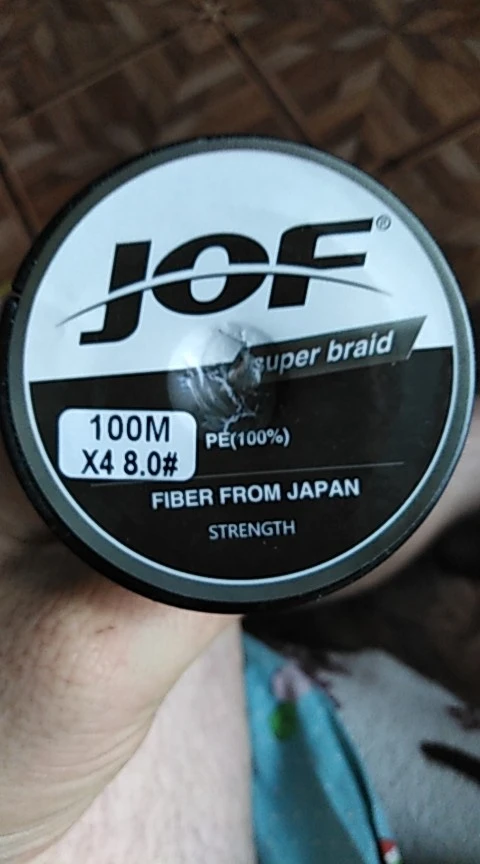 JOF®
super braid
100M
X4 8.0#
PE(100%)
FIBER FROM JAPAN
STRENGTH